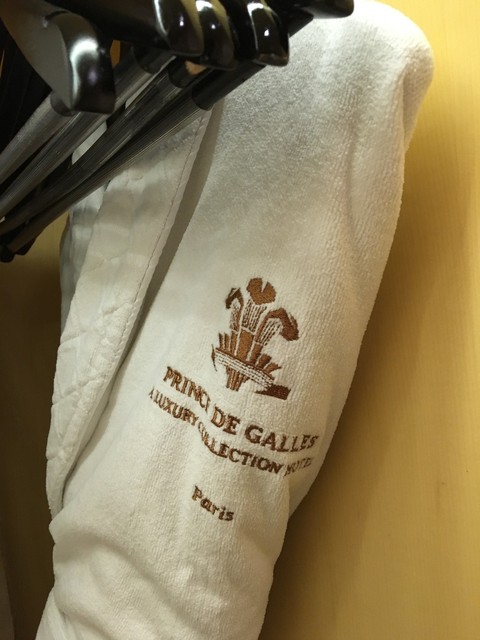 PRINCE DE GALLES
A LUXURY COLLECTION HOTEL
Paris